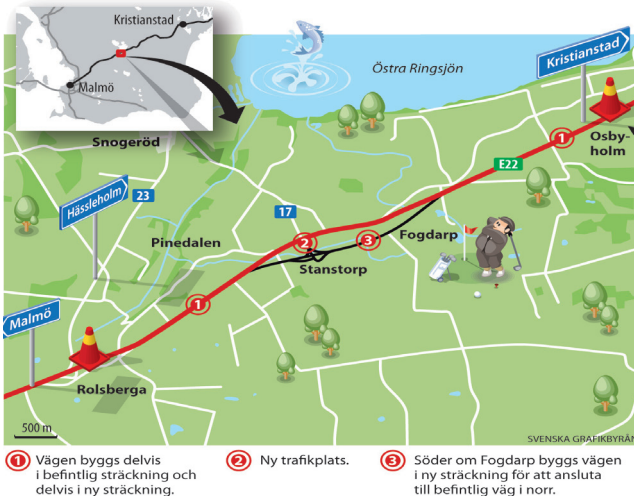 Kristianstad
Malmö
Östra Ringsjön
Kristianstad
Snogeröd
1
Osby-
holm
E22
Hässleholm
23
17
Pinedalen
2
3
Fogdarp
Stanstorp
1
Malmö
Rolsberga
500 m
SVENSKA GRAFIKBYRÅN
1 Vägen byggs delvis
i befintlig sträckning och
delvis i ny sträckning.
2 Ny trafikplats.
3 Söder om Fogdarp byggs vägen
i ny sträckning för att ansluta
till befintlig väg i norr.